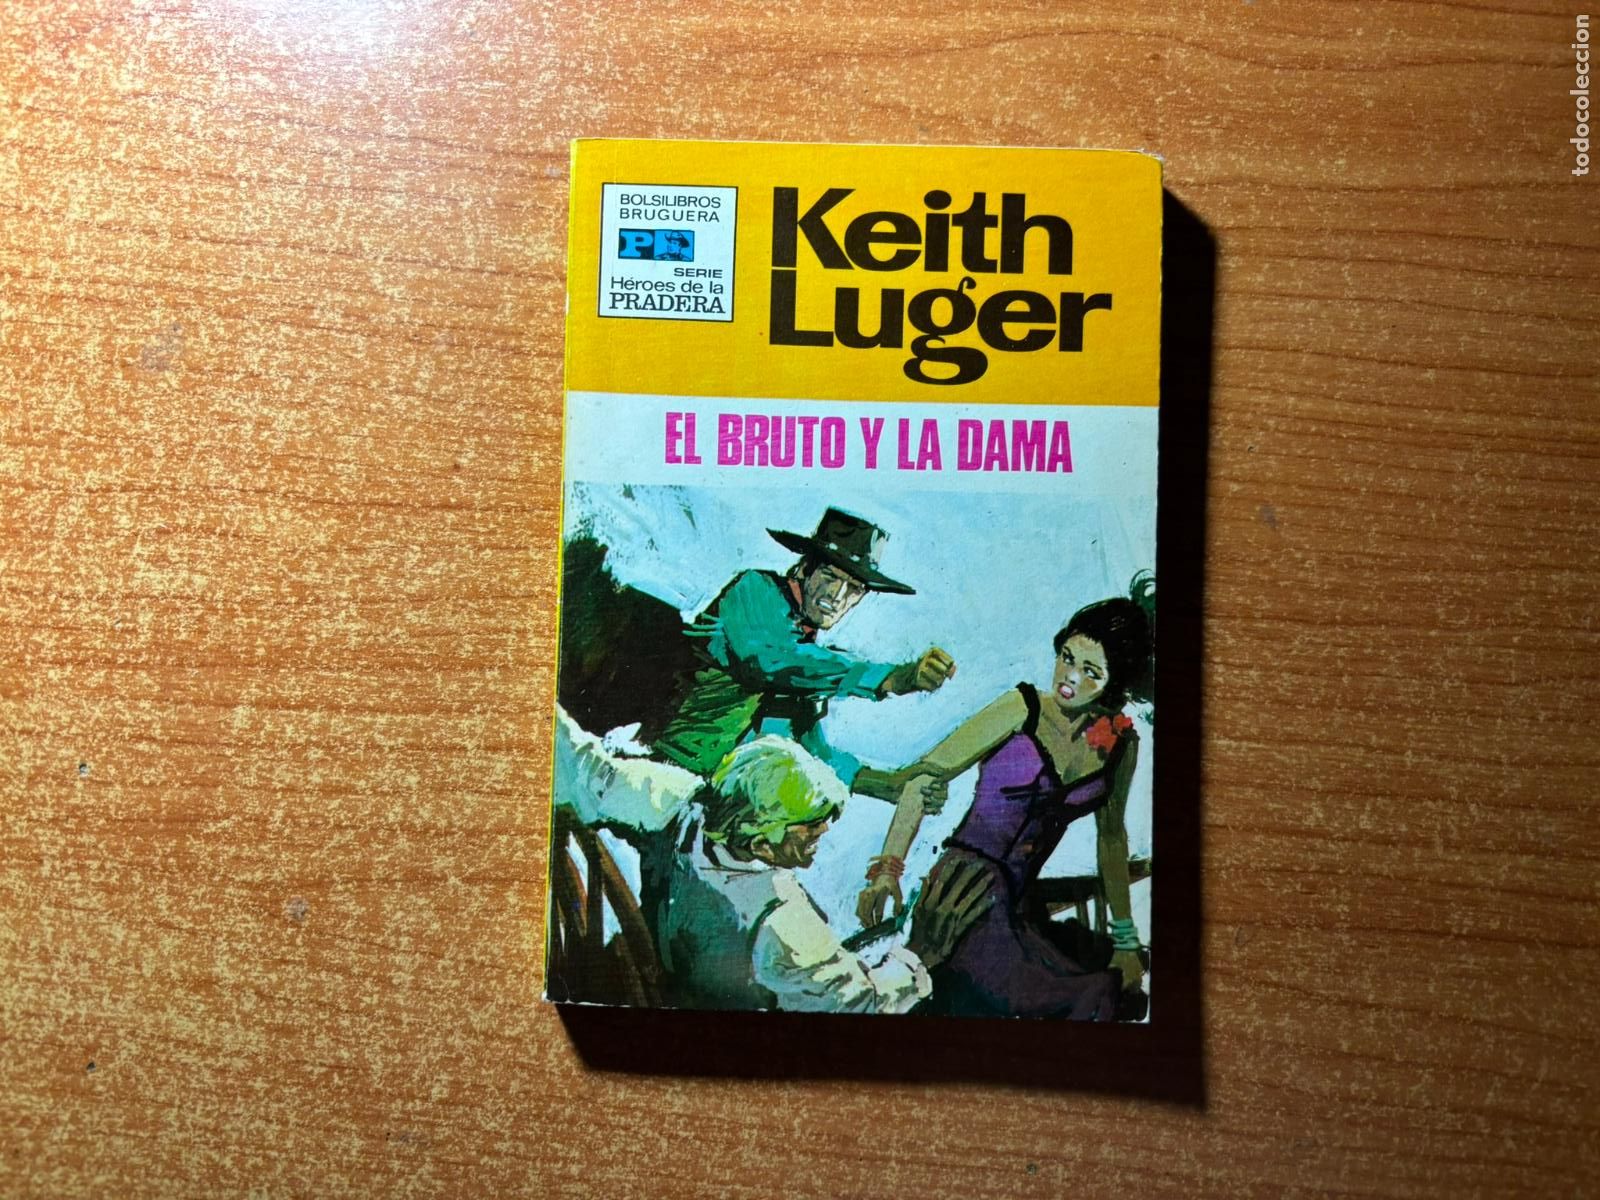 BOLSILIBROS
BRUGUERA
P
SERIE
Héroes de la
PRADERA
Keith
Luger
EL BRUTO Y LA DAMA
todocoleccion